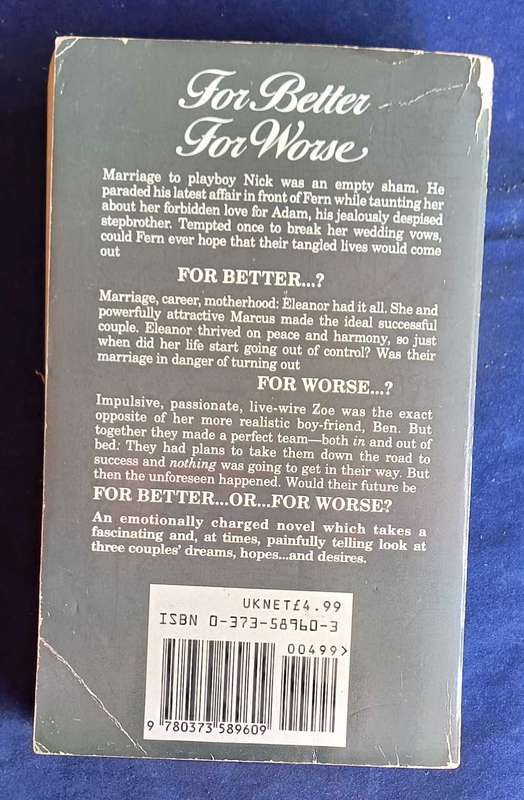 For Better
For Worse
Marriage to playboy Nick was an empty sham. He
paraded his latest affair in front of Fern while taunting her
about her forbidden love for Adam, his jealously despised
stepbrother. Tempted once to break her wedding vows,
could Fern ever hope that their tangled lives would come
out
FOR BETTER...?
Marriage, career, motherhood: Eleanor had it all. She and
powerfully attractive Marcus made the ideal successful
couple. Eleanor thrived on peace and harmony, so just
when did her life start going out of control? Was their
marriage in danger of turning out
FOR WORSE...?
Impulsive, passionate, live-wire Zoe was the exact
opposite of her more realistic boy-friend, Ben. But
together they made a perfect team—both in and out of
bed. They had plans to take them down the road to
success and nothing was going to get in their way. But
then the unforeseen happened. Would their future be
FOR BETTER...OR...FOR WORSE?
An emotionally charged novel which takes a
fascinating and, at times, painfully telling look at
three couples' dreams, hopes...and desires.
UKNET£4.99
ISBN 0-373-58960-3
00499>
9 780373 589609